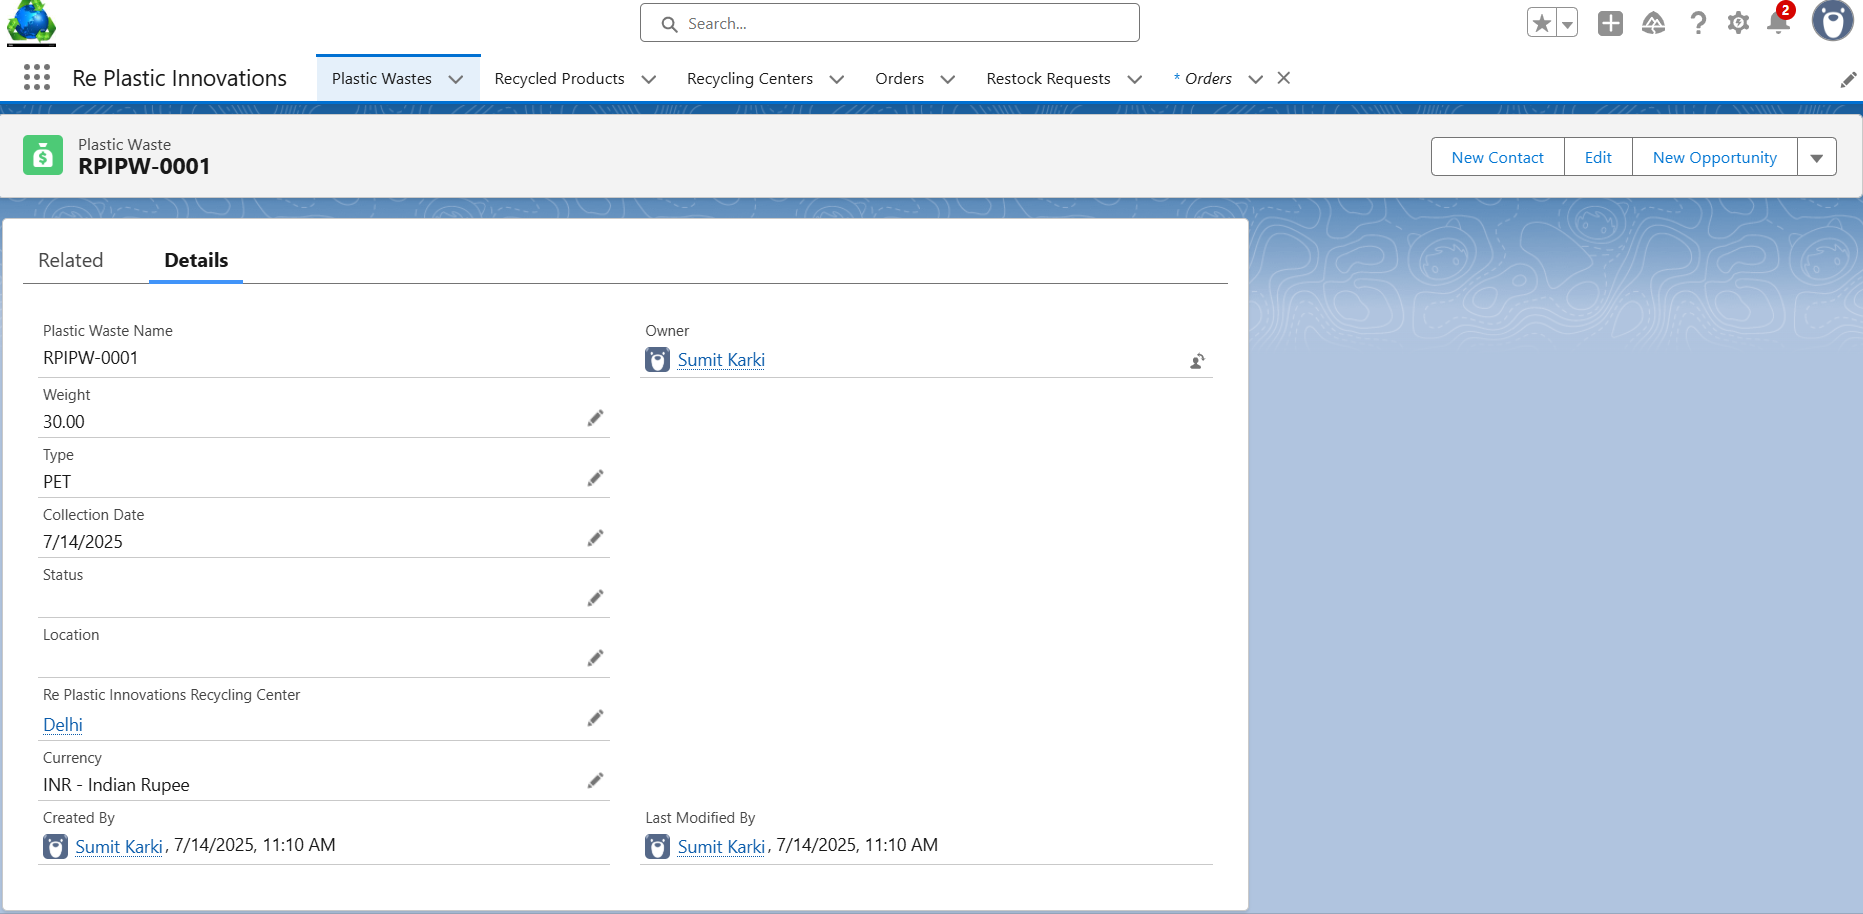 Search...
2
Re Plastic Innovations
Plastic Wastes
Recycled Products
Recycling Centers
Orders
Restock Requests
* Orders
Plastic Waste
RPIPW-0001
New Contact
Edit
New Opportunity
Related
Details
Plastic Waste Name
RPIPW-0001
Owner
Sumit Karki
Weight
30.00
Type
PET
Collection Date
7/14/2025
Status
Location
Re Plastic Innovations Recycling Center
Delhi
Currency
INR - Indian Rupee
Created By
Sumit Karki, 7/14/2025, 11:10 AM
Last Modified By
Sumit Karki, 7/14/2025, 11:10 AM